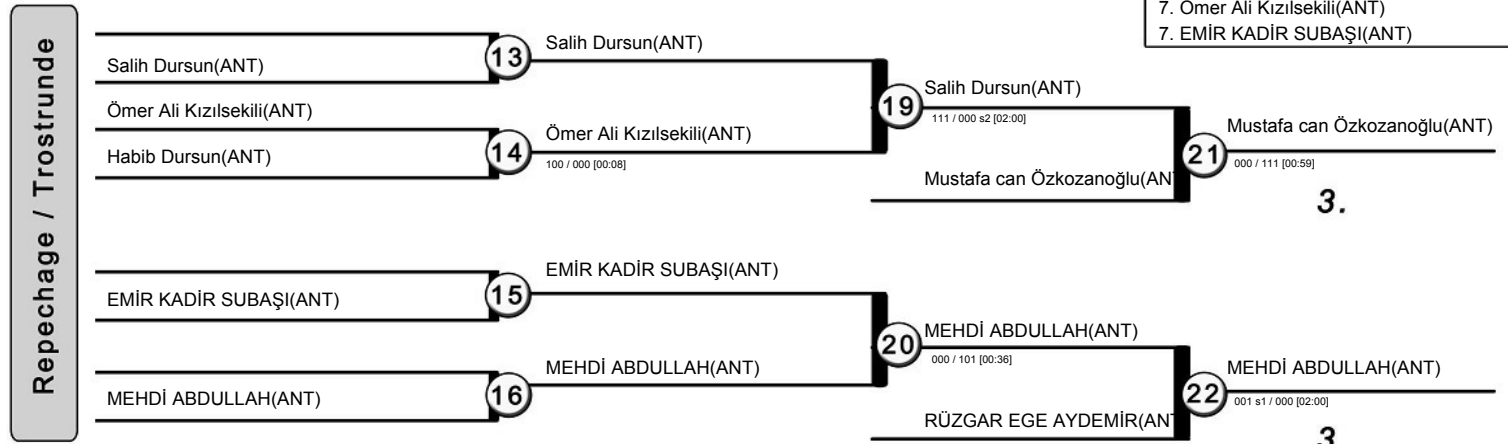 7. Ömer Ali Kızılsekili(ANT)
7. EMİR KADİR SUBAŞI(ANT)
Repechage / Trostrunde
Salih Dursun(ANT)
13
Salih Dursun(ANT)
Ömer Ali Kızılsekili(ANT)
Habib Dursun(ANT)
14
Ömer Ali Kızılsekili(ANT)
100 / 000 [00:08]
19
Salih Dursun(ANT)
111 / 000 s2 [02:00]
Mustafa can Özkozanoğlu(AN
21
Mustafa can Özkozanoğlu(ANT)
000 / 111 [00:59]
3.
EMİR KADİR SUBAŞI(ANT)
15
EMİR KADİR SUBAŞI(ANT)
MEHDİ ABDULLAH(ANT)
16
MEHDİ ABDULLAH(ANT)
20
MEHDİ ABDULLAH(ANT)
000 / 101 [00:36]
RÜZGAR EGE AYDEMİR(AN
22
MEHDİ ABDULLAH(ANT)
001 s1 / 000 [02:00]
3